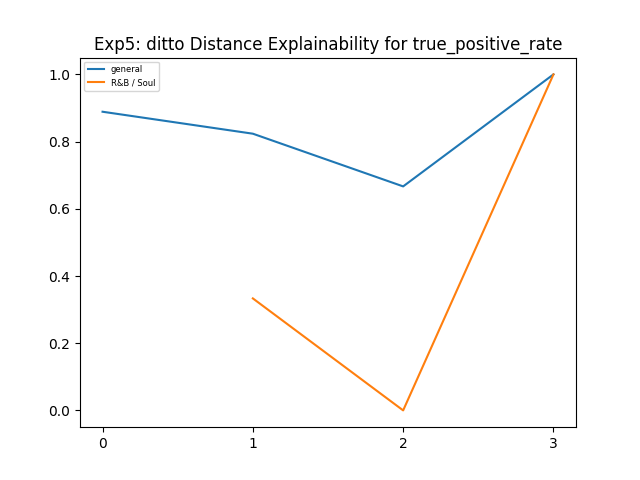 Exp5: ditto Distance Explainability for true_positive_rate
general
R&B / Soul
1.0
0.8
0.6
0.4
0.2
0.0
0 1 2 3